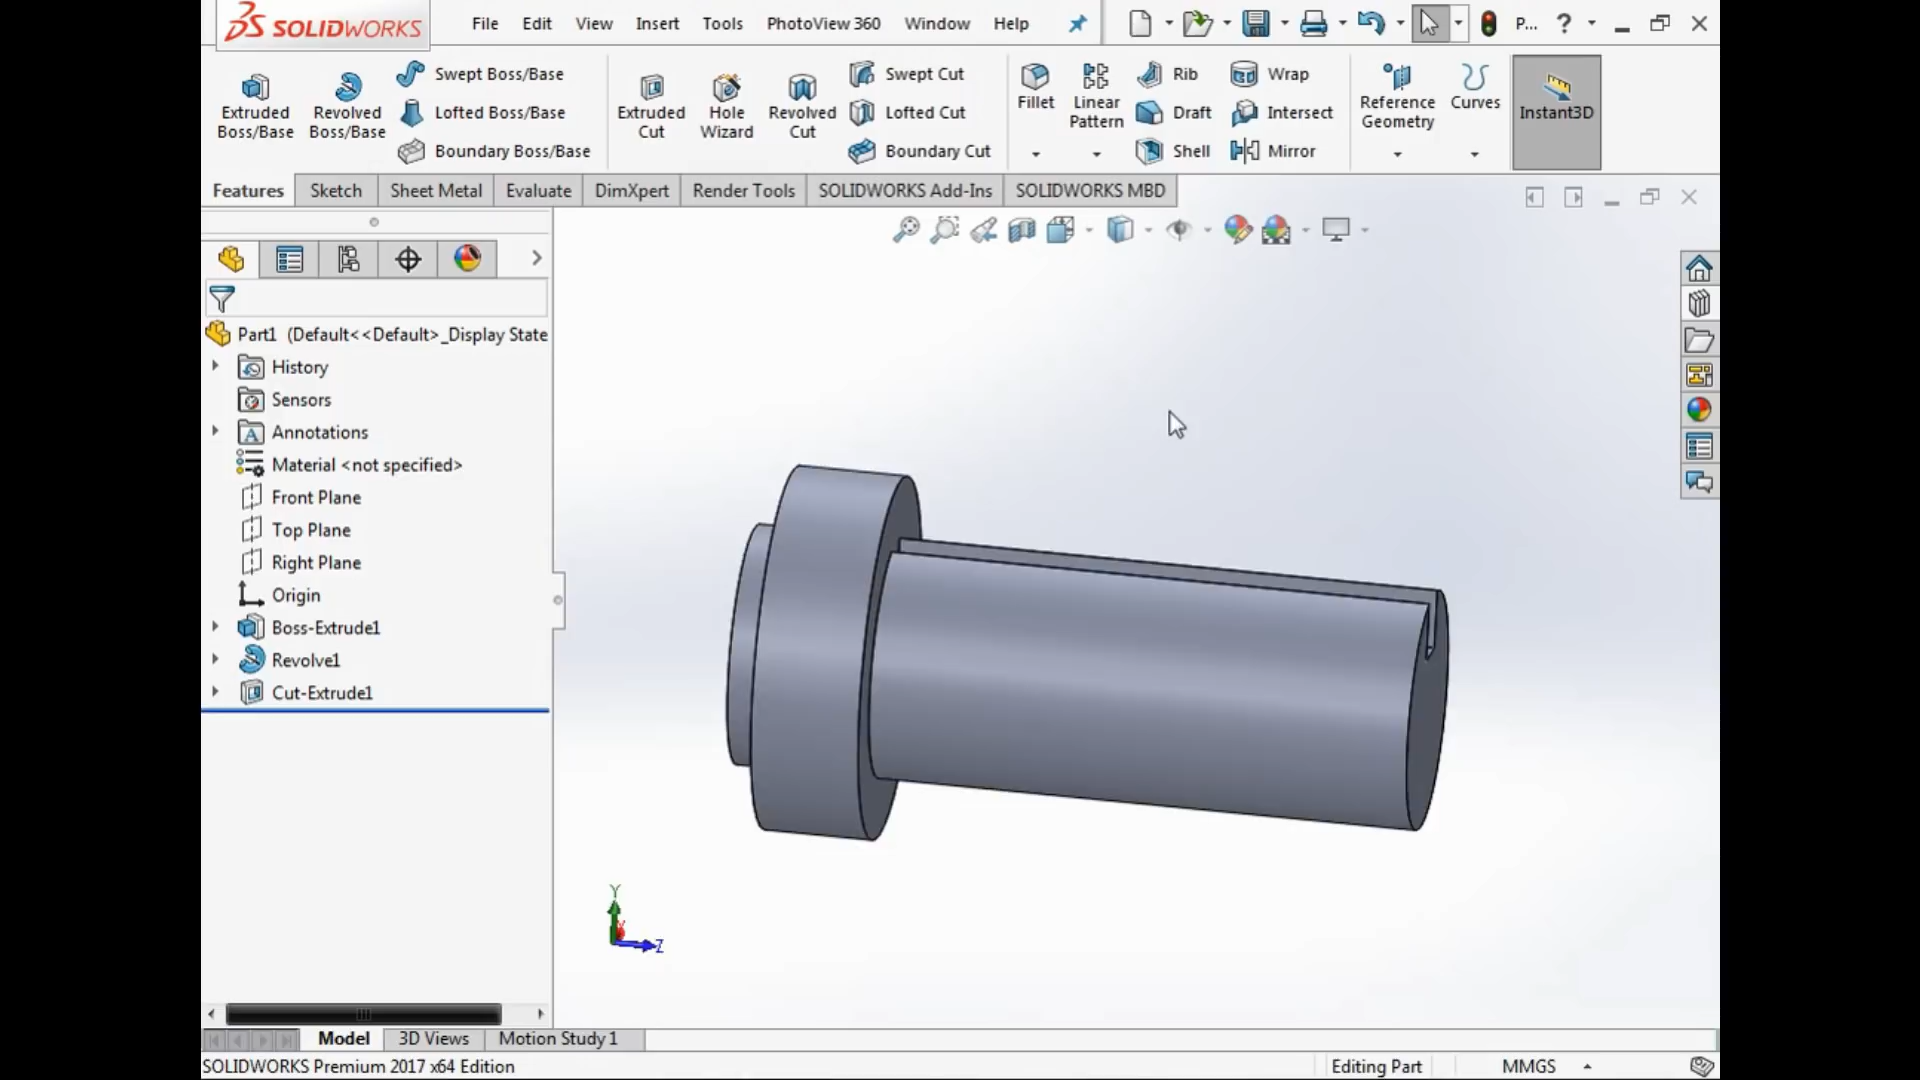 SOLIDWORKS File Edit View Insert Tools PhotoView 360 Window Help P... ?
Extruded Boss/Base
Revolved Boss/Base
Swept Boss/Base
Lofted Boss/Base
Boundary Boss/Base
Extruded Cut
Hole Wizard
Revolved Cut
Swept Cut
Lofted Cut
Boundary Cut
Fillet
Linear Pattern
Rib
Draft
Shell
Wrap
Intersect
Mirror
Reference Geometry
Curves
Instant3D
Features Sketch Sheet Metal Evaluate DimXpert Render Tools SOLIDWORKS Add-Ins SOLIDWORKS MBD
Part1 (Default<<Default>_Display State
History
Sensors
A Annotations
Material <not specified>
Front Plane
Top Plane
Right Plane
Origin
Boss-Extrude1
Revolve1
Cut-Extrude1
Y
X
Z
Model 3D Views Motion Study 1
SOLIDWORKS Premium 2017 x64 Edition Editing Part MMGS